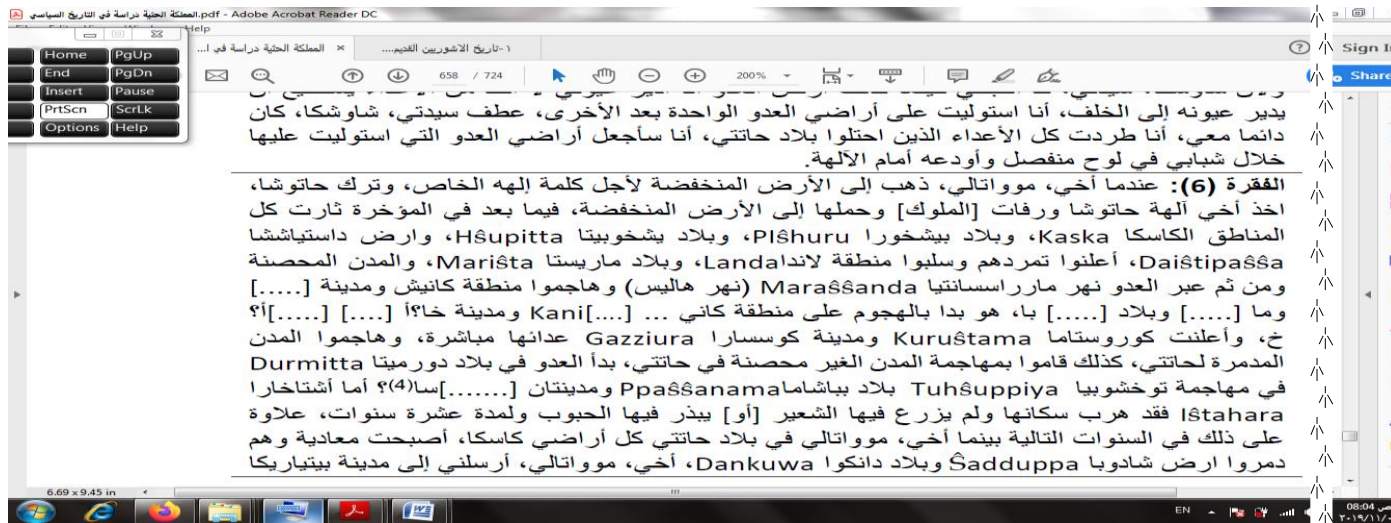 المملكة الحثية دراسة في التاريخ السياسي.pdf - Adobe Acrobat Reader DC
Help
Home PgUp
End PgDn
Insert Pause
PrtScn ScrLk
Options Help
المملكة الحثية دراسة في ا... ×
١-تاريخ الاشوريين القديم....
Sign I
658 / 724
200%
Share
يدير عيونه إلى الخلف، أنا استوليت على أراضي العدو الواحدة بعد الأخرى، عطف سيدتي، شاوشكا، كان
دائما معي، أنا طردت كل الأعداء الذين احتلوا بلاد حاتتي، أنا سأجعل أراضي العدو التي استوليت عليها
خلال شبابي في لوح منفصل وأودعه أمام الآلهة.
الفقرة (6): عندما أخي، موواتالي، ذهب إلى الأرض المنخفضة لأجل كلمة إلهه الخاص، وترك حاتوشا،
اخذ أخي آلهة حاتوشا ورفات [الملوك] وحملها إلى الأرض المنخفضة، فيما بعد في المؤخرة ثارت كل
المناطق الكاسكا Kaska، وبلاد بيشخورا PIŝhuru، وبلاد يشخوبيتا Hŝupitta، وارض داستياششا
Daiŝtipaŝŝa، أعلنوا تمردهم وسلبوا منطقة لاندا Landa، وبلاد ماريستا Mariŝta، والمدن المحصنة
ومن ثم عبر العدو نهر مارراسسانتيا Maraŝŝanda (نهر هاليس) وهاجموا منطقة كانيش ومدينة [.....]
وما [.....] وبلاد [.....] با، هو بدا بالهجوم على منطقة كاني ... [....]Kani ومدينة خا؟أ [....] [.....]أ؟
خ، وأعلنت كوروستاما Kuruŝtama ومدينة كوسسارا Gazziura عدائها مباشرة، وهاجموا المدن
المدمرة لحاتتي، كذلك قاموا بمهاجمة المدن الغير محصنة في حاتتي، بدأ العدو في بلاد دورميتا Durmitta
في مهاجمة توخشوبيا Tuhŝuppiya بلاد بباشاما Ppaŝŝanama ومدينتان [.......]سا(4)؟ أما أشتاخارا
Iŝtahara فقد هرب سكانها ولم يزرع فيها الشعير [أو] يبذر فيها الحبوب ولمدة عشرة سنوات، علاوة
على ذلك في السنوات التالية بينما أخي، موواتالي في بلاد حاتتي كل أراضي كاسكا، أصبحت معادية وهم
دمروا ارض شادوبا Ŝadduppa وبلاد دانكوا Dankuwa، أخي، موواتالي، أرسلني إلى مدينة بيتياريكا
6.69 x 9.45 in
EN
08:04 ص